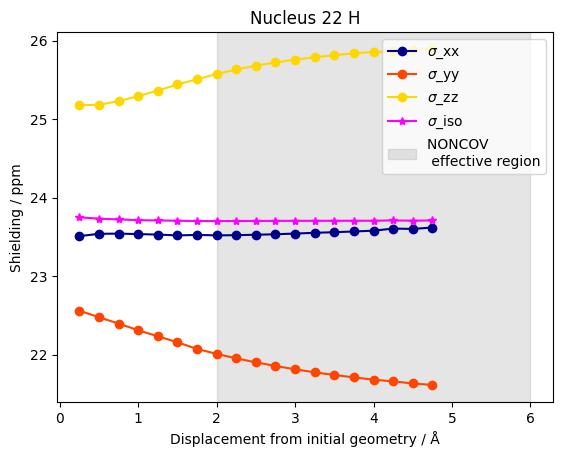 Nucleus 22 H
26
25
24
23
22
Shielding / ppm
σ_xx
σ_yy
σ_zz
σ_iso
NONCOV
effective region
0
1
2
3
4
5
6
Displacement from initial geometry / Å